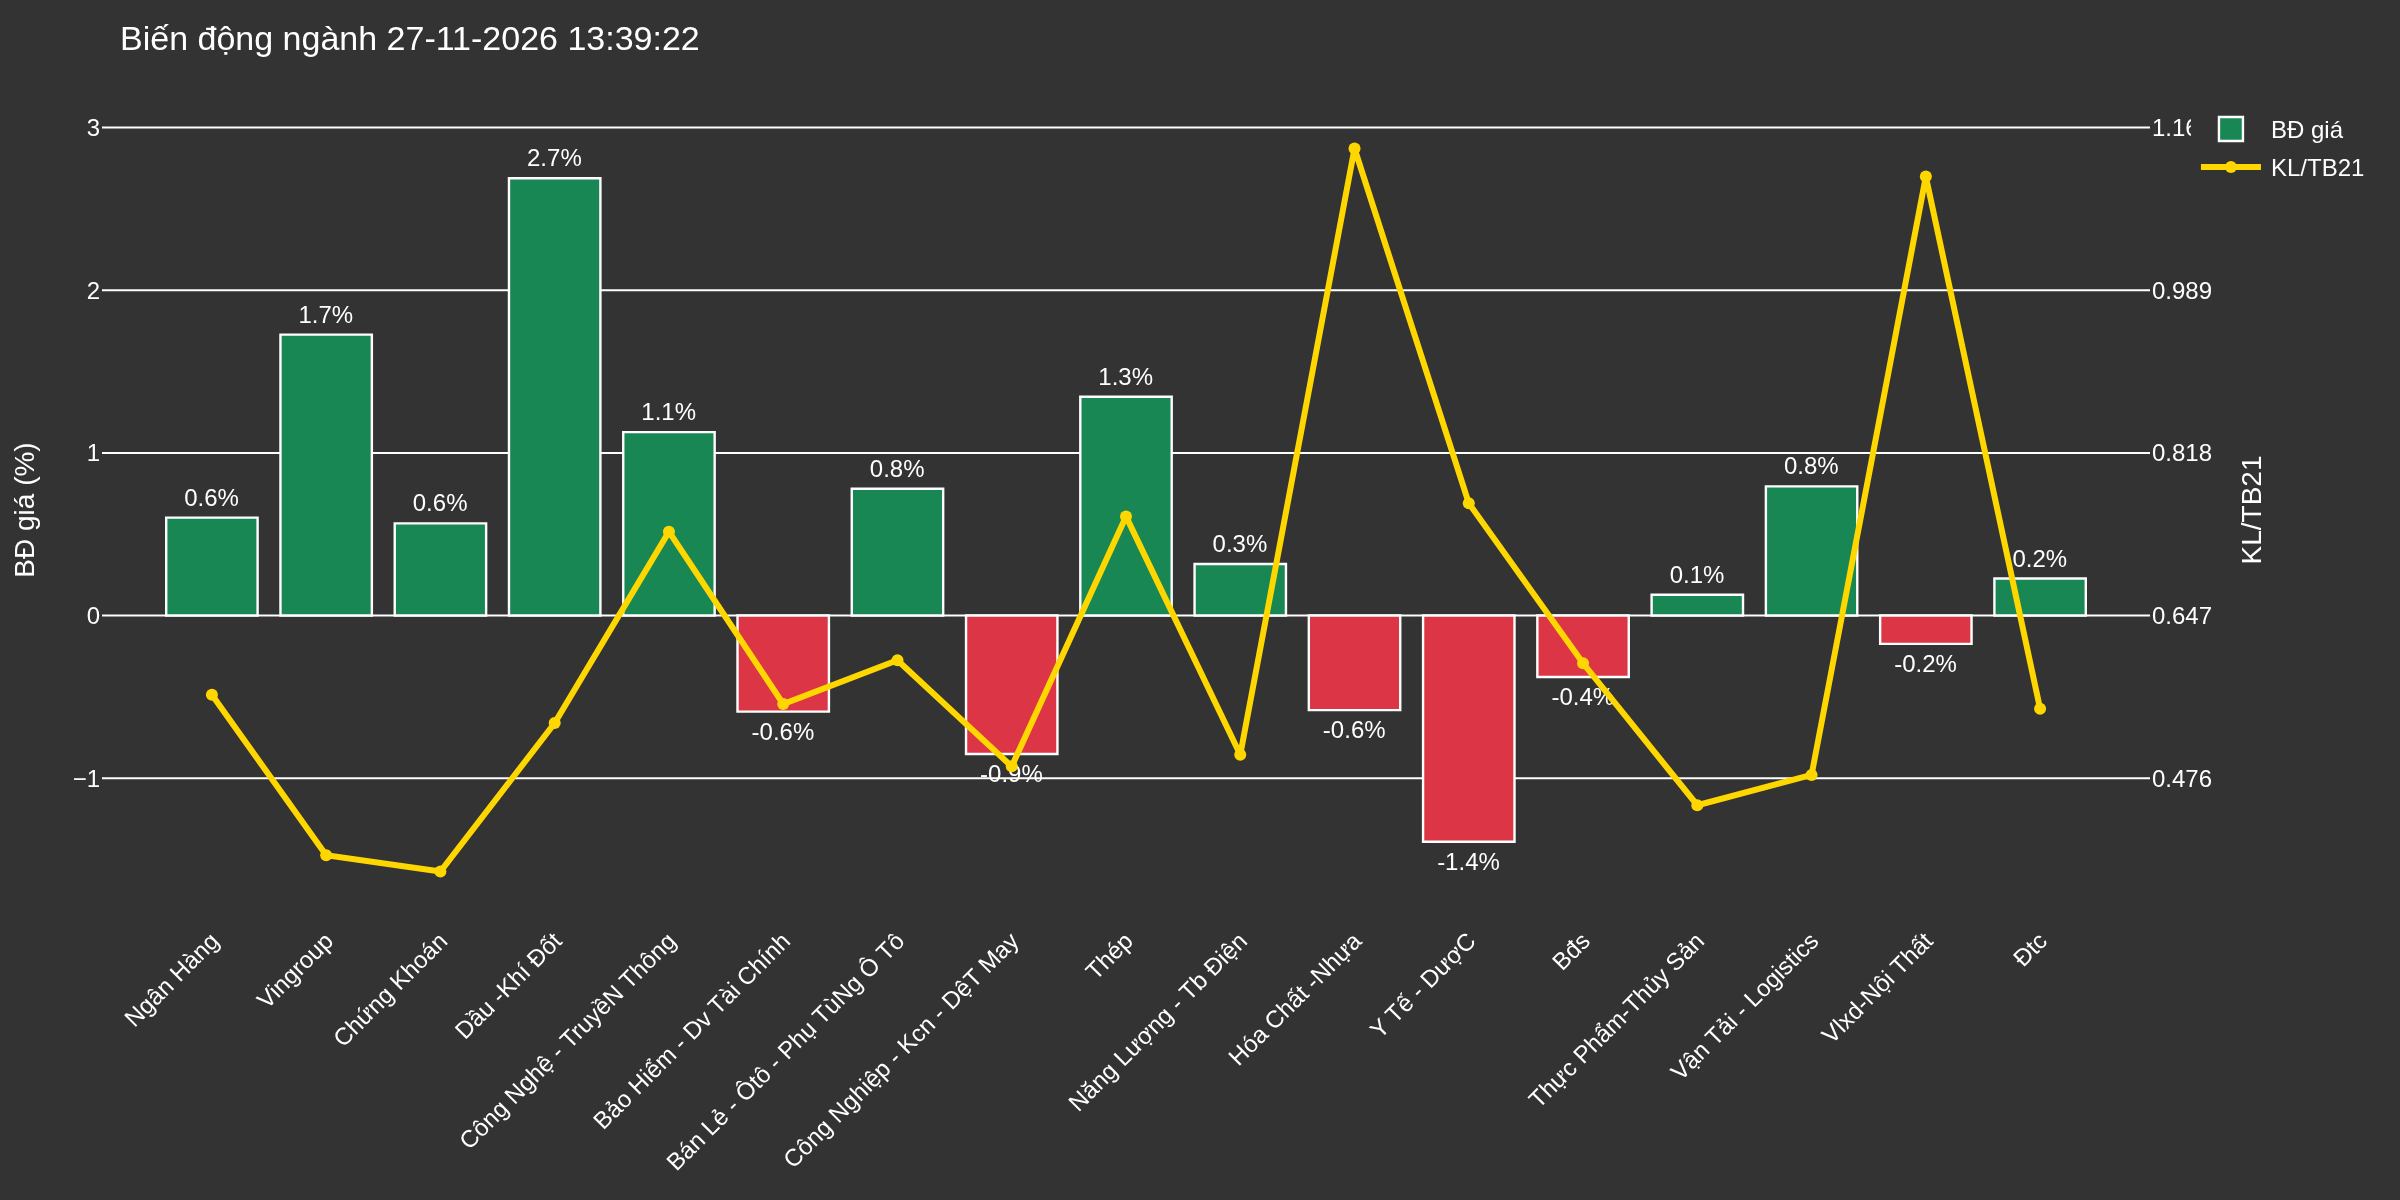 Biến động ngành 27-11-2026 13:39:22
BĐ giá
KL/TB21
3
2
1
0
−1
BĐ giá (%)
0.6%
1.7%
0.6%
2.7%
1.1%
-0.6%
0.8%
-0.9%
1.3%
0.3%
-0.6%
-1.4%
-0.4%
0.1%
0.8%
-0.2%
0.2%
1.16
0.989
0.818
0.647
0.476
KL/TB21
Ngân Hàng
Vingroup
Chứng Khoán
Dầu -Khí Đốt
Công Nghệ - TruyềN Thông
Bảo Hiểm - Dv Tài Chính
Bán Lẻ - Ôtô - Phụ TùNg Ô Tô
Công Nghiệp - Kcn - DệT May
Thép
Năng Lượng - Tb Điện
Hóa Chất -Nhựa
Y Tế - DượC
Bđs
Thực Phẩm-Thủy Sản
Vận Tải - Logistics
Vlxd-Nội Thất
Đtc